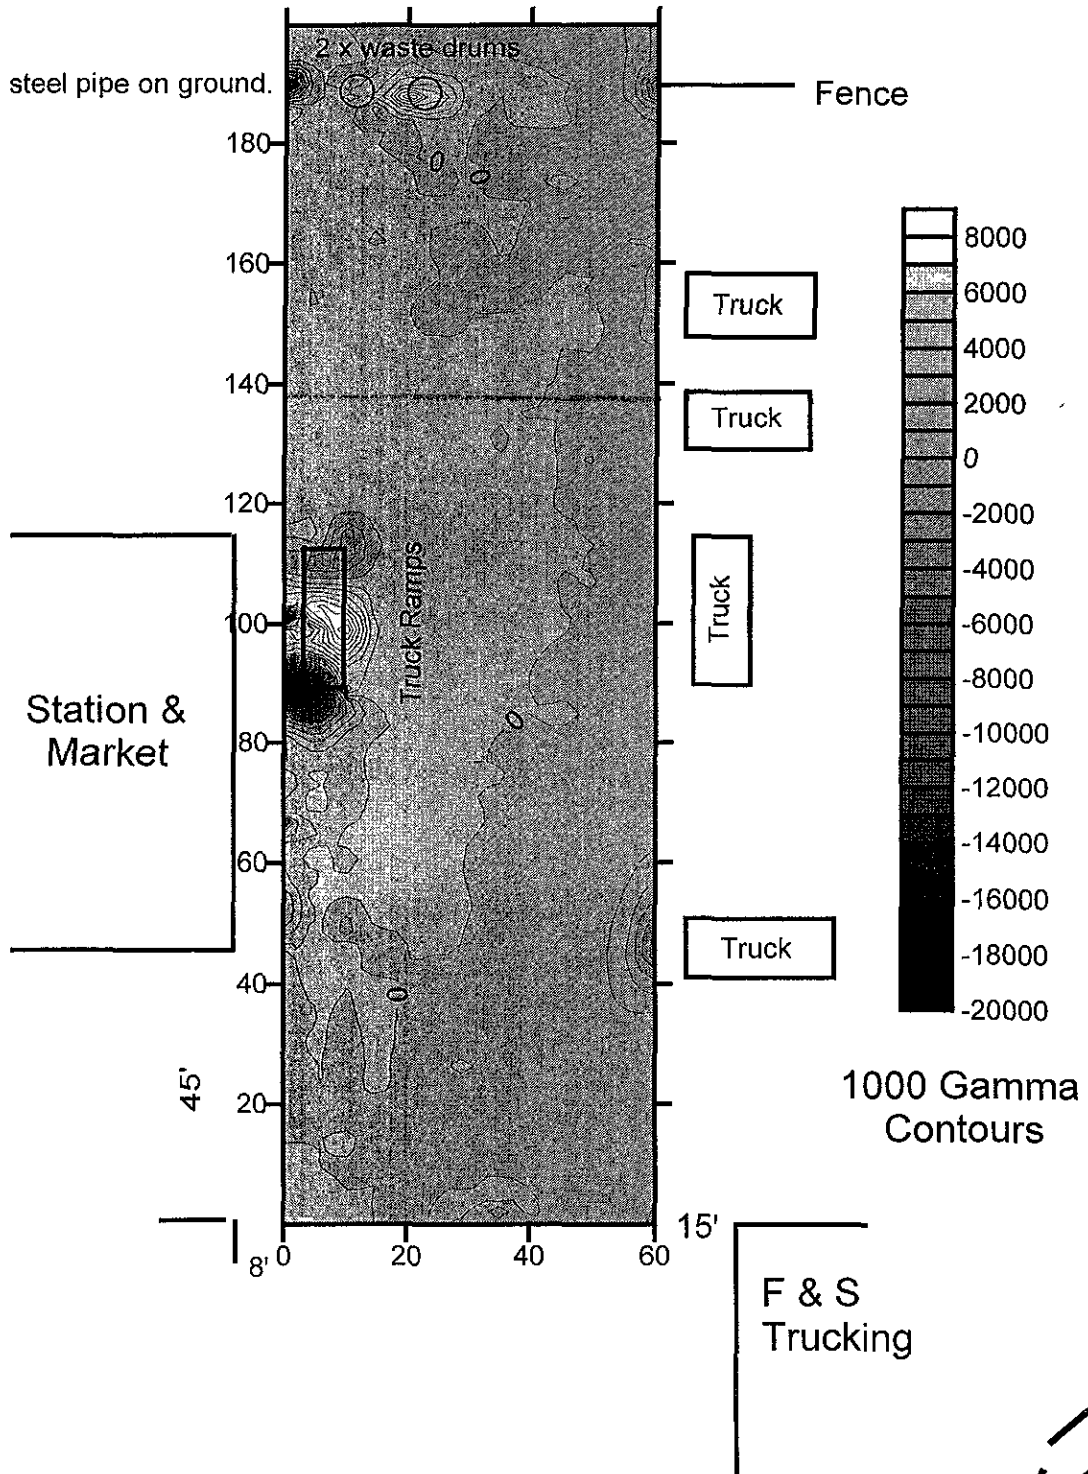 2 x waste drums
steel pipe on ground.
Fence
0
0
180
160
140
120
100
80
60
40
20
Truck
Truck
Truck
Truck
Truck Ramps
Station &
Market
0
0
45'
8'
0
20
40
60
15'
F & S
Trucking
8000
6000
4000
2000
0
-2000
-4000
-6000
-8000
-10000
-12000
-14000
-16000
-18000
-20000
1000 Gamma
Contours